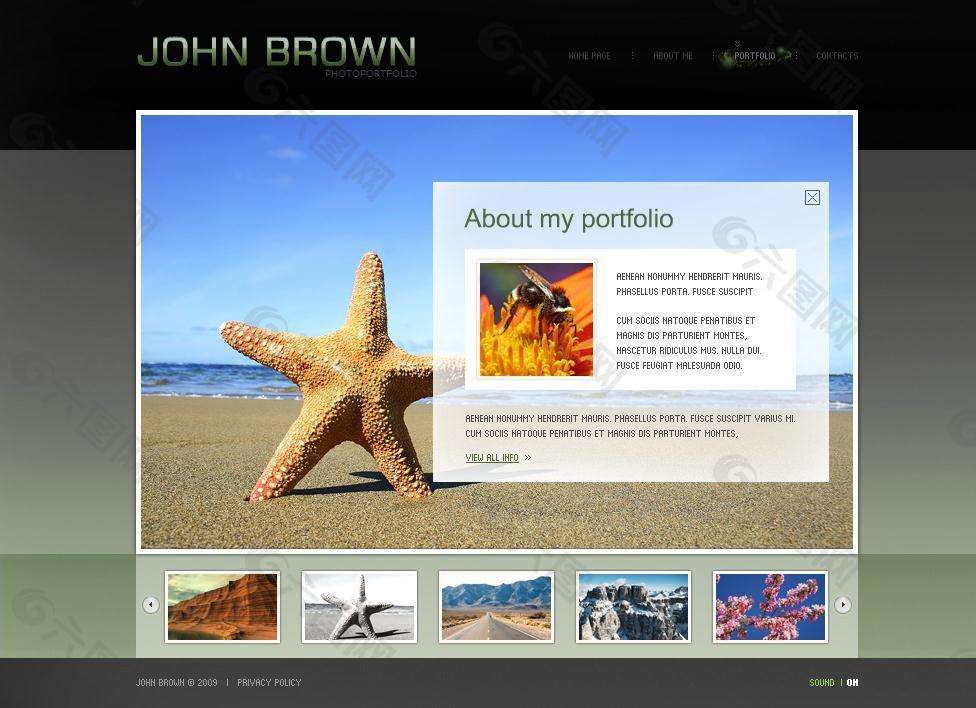 JOHN BROWN
PHOTOPORTFOLIO
HOME PAGE
ABOUT ME
PORTFOLIO
CONTACTS
About my portfolio
AENEAN NONUMMY HENDRERIT MAURIS.
PHASELLUS PORTA. FUSCE SUSCIPIT
CUM SOCIIS NATOQUE PENATIBUS ET
MAGNIS DIS PARTURIENT MONTES,
NASCETUR RIDICULUS MUS. NULLA DUI.
FUSCE FEUGIAT MALESUADA ODIO.
AENEAN NONUMMY HENDRERIT MAURIS. PHASELLUS PORTA. FUSCE SUSCIPIT VARIUS MI.
CUM SOCIIS NATOQUE PENATIBUS ET MAGNIS DIS PARTURIENT MONTES,
VIEW ALL INFO »
JOHN BROWN © 2009 | PRIVACY POLICY
SOUND | ON
六图网